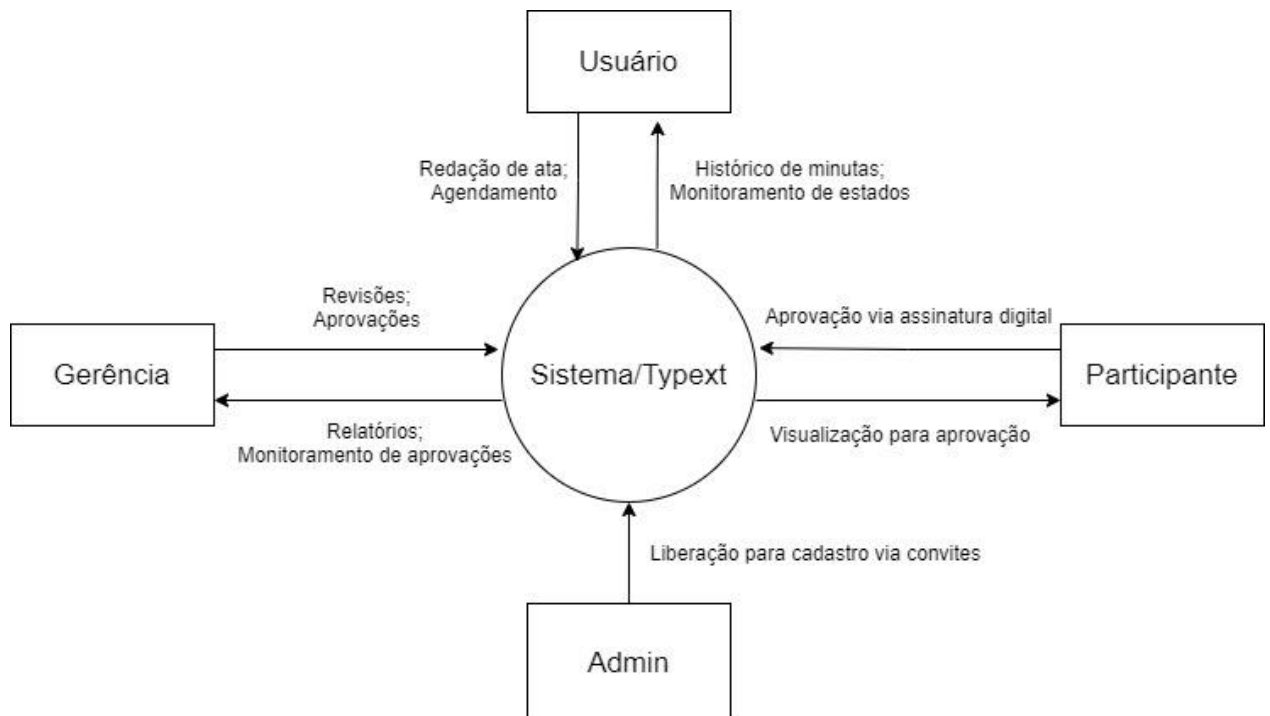 Usuário
Redação de ata;
Agendamento
Histórico de minutas;
Monitoramento de estados
Revisões;
Aprovações
Aprovação via assinatura digital
Gerência
Sistema/Typext
Participante
Relatórios;
Monitoramento de aprovações
Visualização para aprovação
Liberação para cadastro via convites
Admin